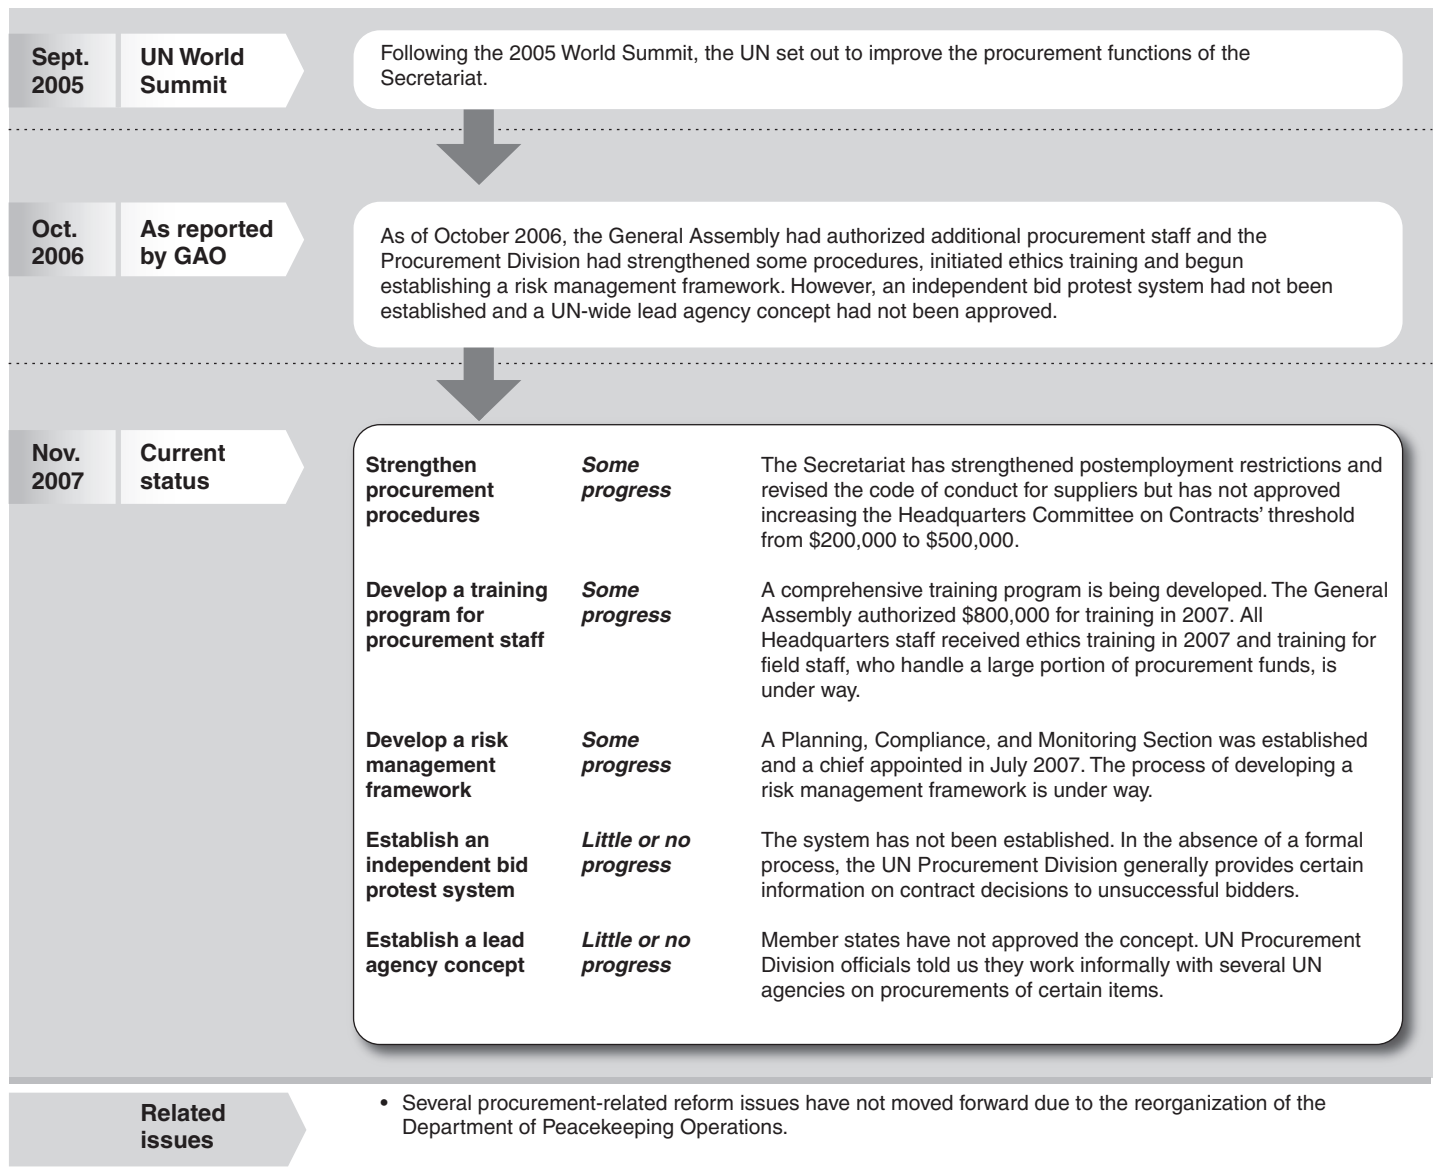 Sept.
2005
UN World
Summit
Following the 2005 World Summit, the UN set out to improve the procurement functions of the
Secretariat.
Oct.
2006
As reported
by GAO
As of October 2006, the General Assembly had authorized additional procurement staff and the
Procurement Division had strengthened some procedures, initiated ethics training and begun
establishing a risk management framework. However, an independent bid protest system had not been
established and a UN-wide lead agency concept had not been approved.
Nov.
2007
Current
status
Strengthen
procurement
procedures
Some
progress
The Secretariat has strengthened postemployment restrictions and
revised the code of conduct for suppliers but has not approved
increasing the Headquarters Committee on Contracts’ threshold
from $200,000 to $500,000.
Develop a training
program for
procurement staff
Some
progress
A comprehensive training program is being developed. The General
Assembly authorized $800,000 for training in 2007. All
Headquarters staff received ethics training in 2007 and training for
field staff, who handle a large portion of procurement funds, is
under way.
Develop a risk
management
framework
Some
progress
A Planning, Compliance, and Monitoring Section was established
and a chief appointed in July 2007. The process of developing a
risk management framework is under way.
Establish an
independent bid
protest system
Little or no
progress
The system has not been established. In the absence of a formal
process, the UN Procurement Division generally provides certain
information on contract decisions to unsuccessful bidders.
Establish a lead
agency concept
Little or no
progress
Member states have not approved the concept. UN Procurement
Division officials told us they work informally with several UN
agencies on procurements of certain items.
Related
issues
• Several procurement-related reform issues have not moved forward due to the reorganization of the
Department of Peacekeeping Operations.